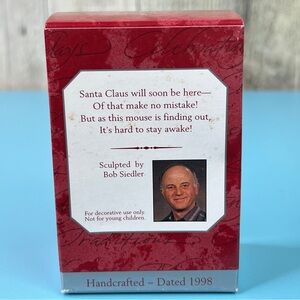 Santa Claus will soon be here—
Of that make no mistake!
But as this mouse is finding out,
It's hard to stay awake!
Sculpted by
Bob Siedler
For decorative use only.
Not for young children.
Handcrafted – Dated 1998